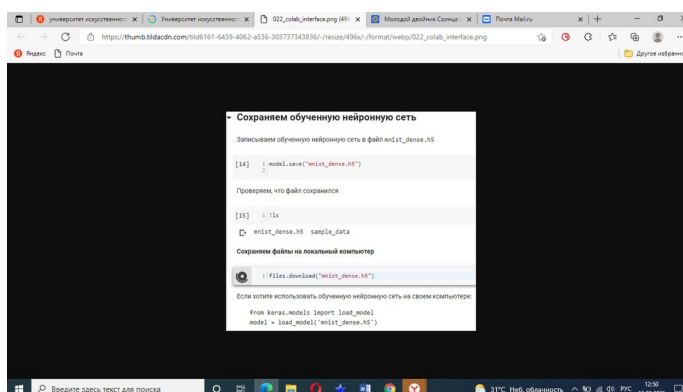 университет искусственного
Университет искусственно
022_colab_interface.png (496
Молодой двойник Солнца
Почта Mail.ru
https://thumb.tildacdn.com/tild6161-6439-4062-a536-303737343836/-/resize/496x/-/format/webp/022_colab_interface.png
Яндекс Почта
Другое избранно
Сохраняем обученную нейронную сеть
Записываем обученную нейронную сеть в файл mnist_dense.h5
[14] 1 model.save("mnist_dense.h5")
2
Проверяем, что файл сохранился
[15] 1 !ls
mnist_dense.h5 sample_data
Сохраняем файлы на локальный компьютер
1 files.download("mnist_dense.h5")
Если хотите использовать обученную нейронную сеть на своем компьютере:
from keras.models import load_model
model = load_model('mnist_dense.h5')
Введите здесь текст для поиска
31°C Неб. облачность
РУС
12:50